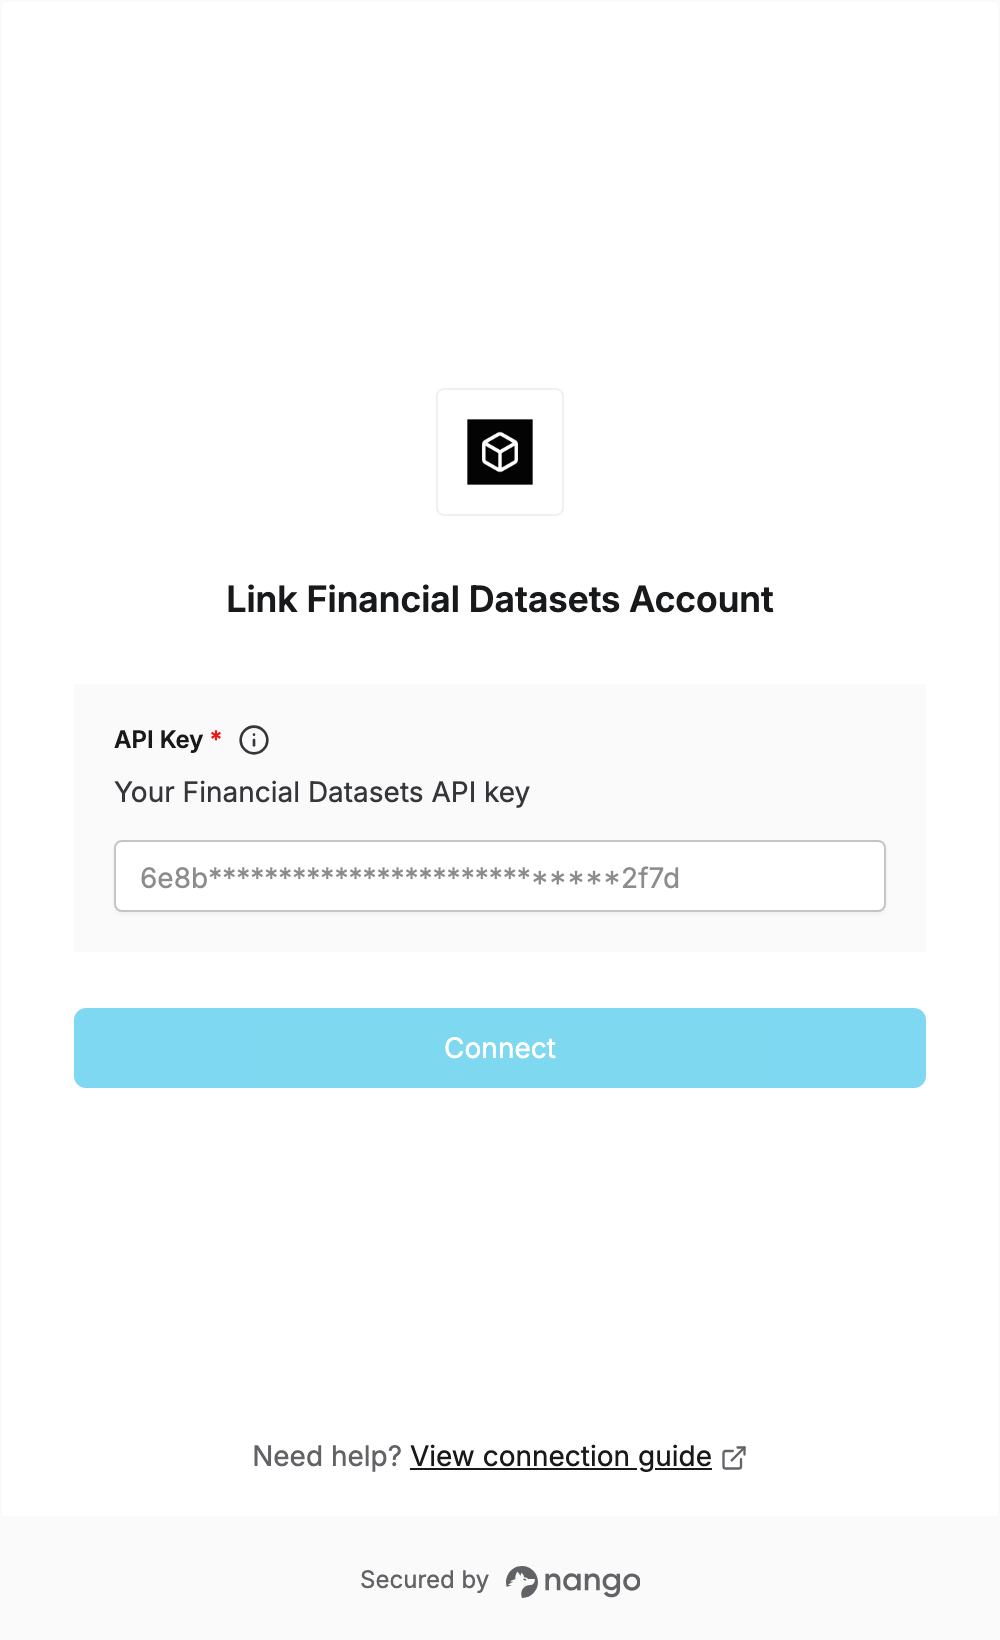 Link Financial Datasets Account
API Key *
Your Financial Datasets API key
6e8b****************************2f7d
Connect
Need help? View connection guide
Secured by nango